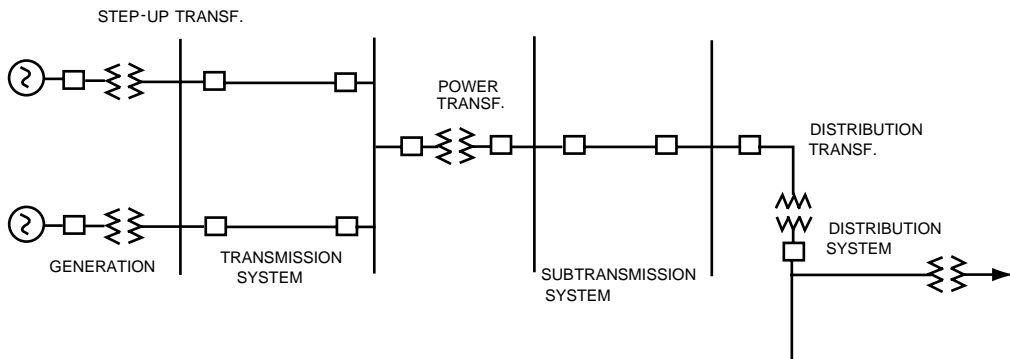 STEP-UP TRANSF.
POWER
TRANSF.
DISTRIBUTION
TRANSF.
GENERATION
TRANSMISSION
SYSTEM
SUBTRANSMISSION
SYSTEM
DISTRIBUTION
SYSTEM